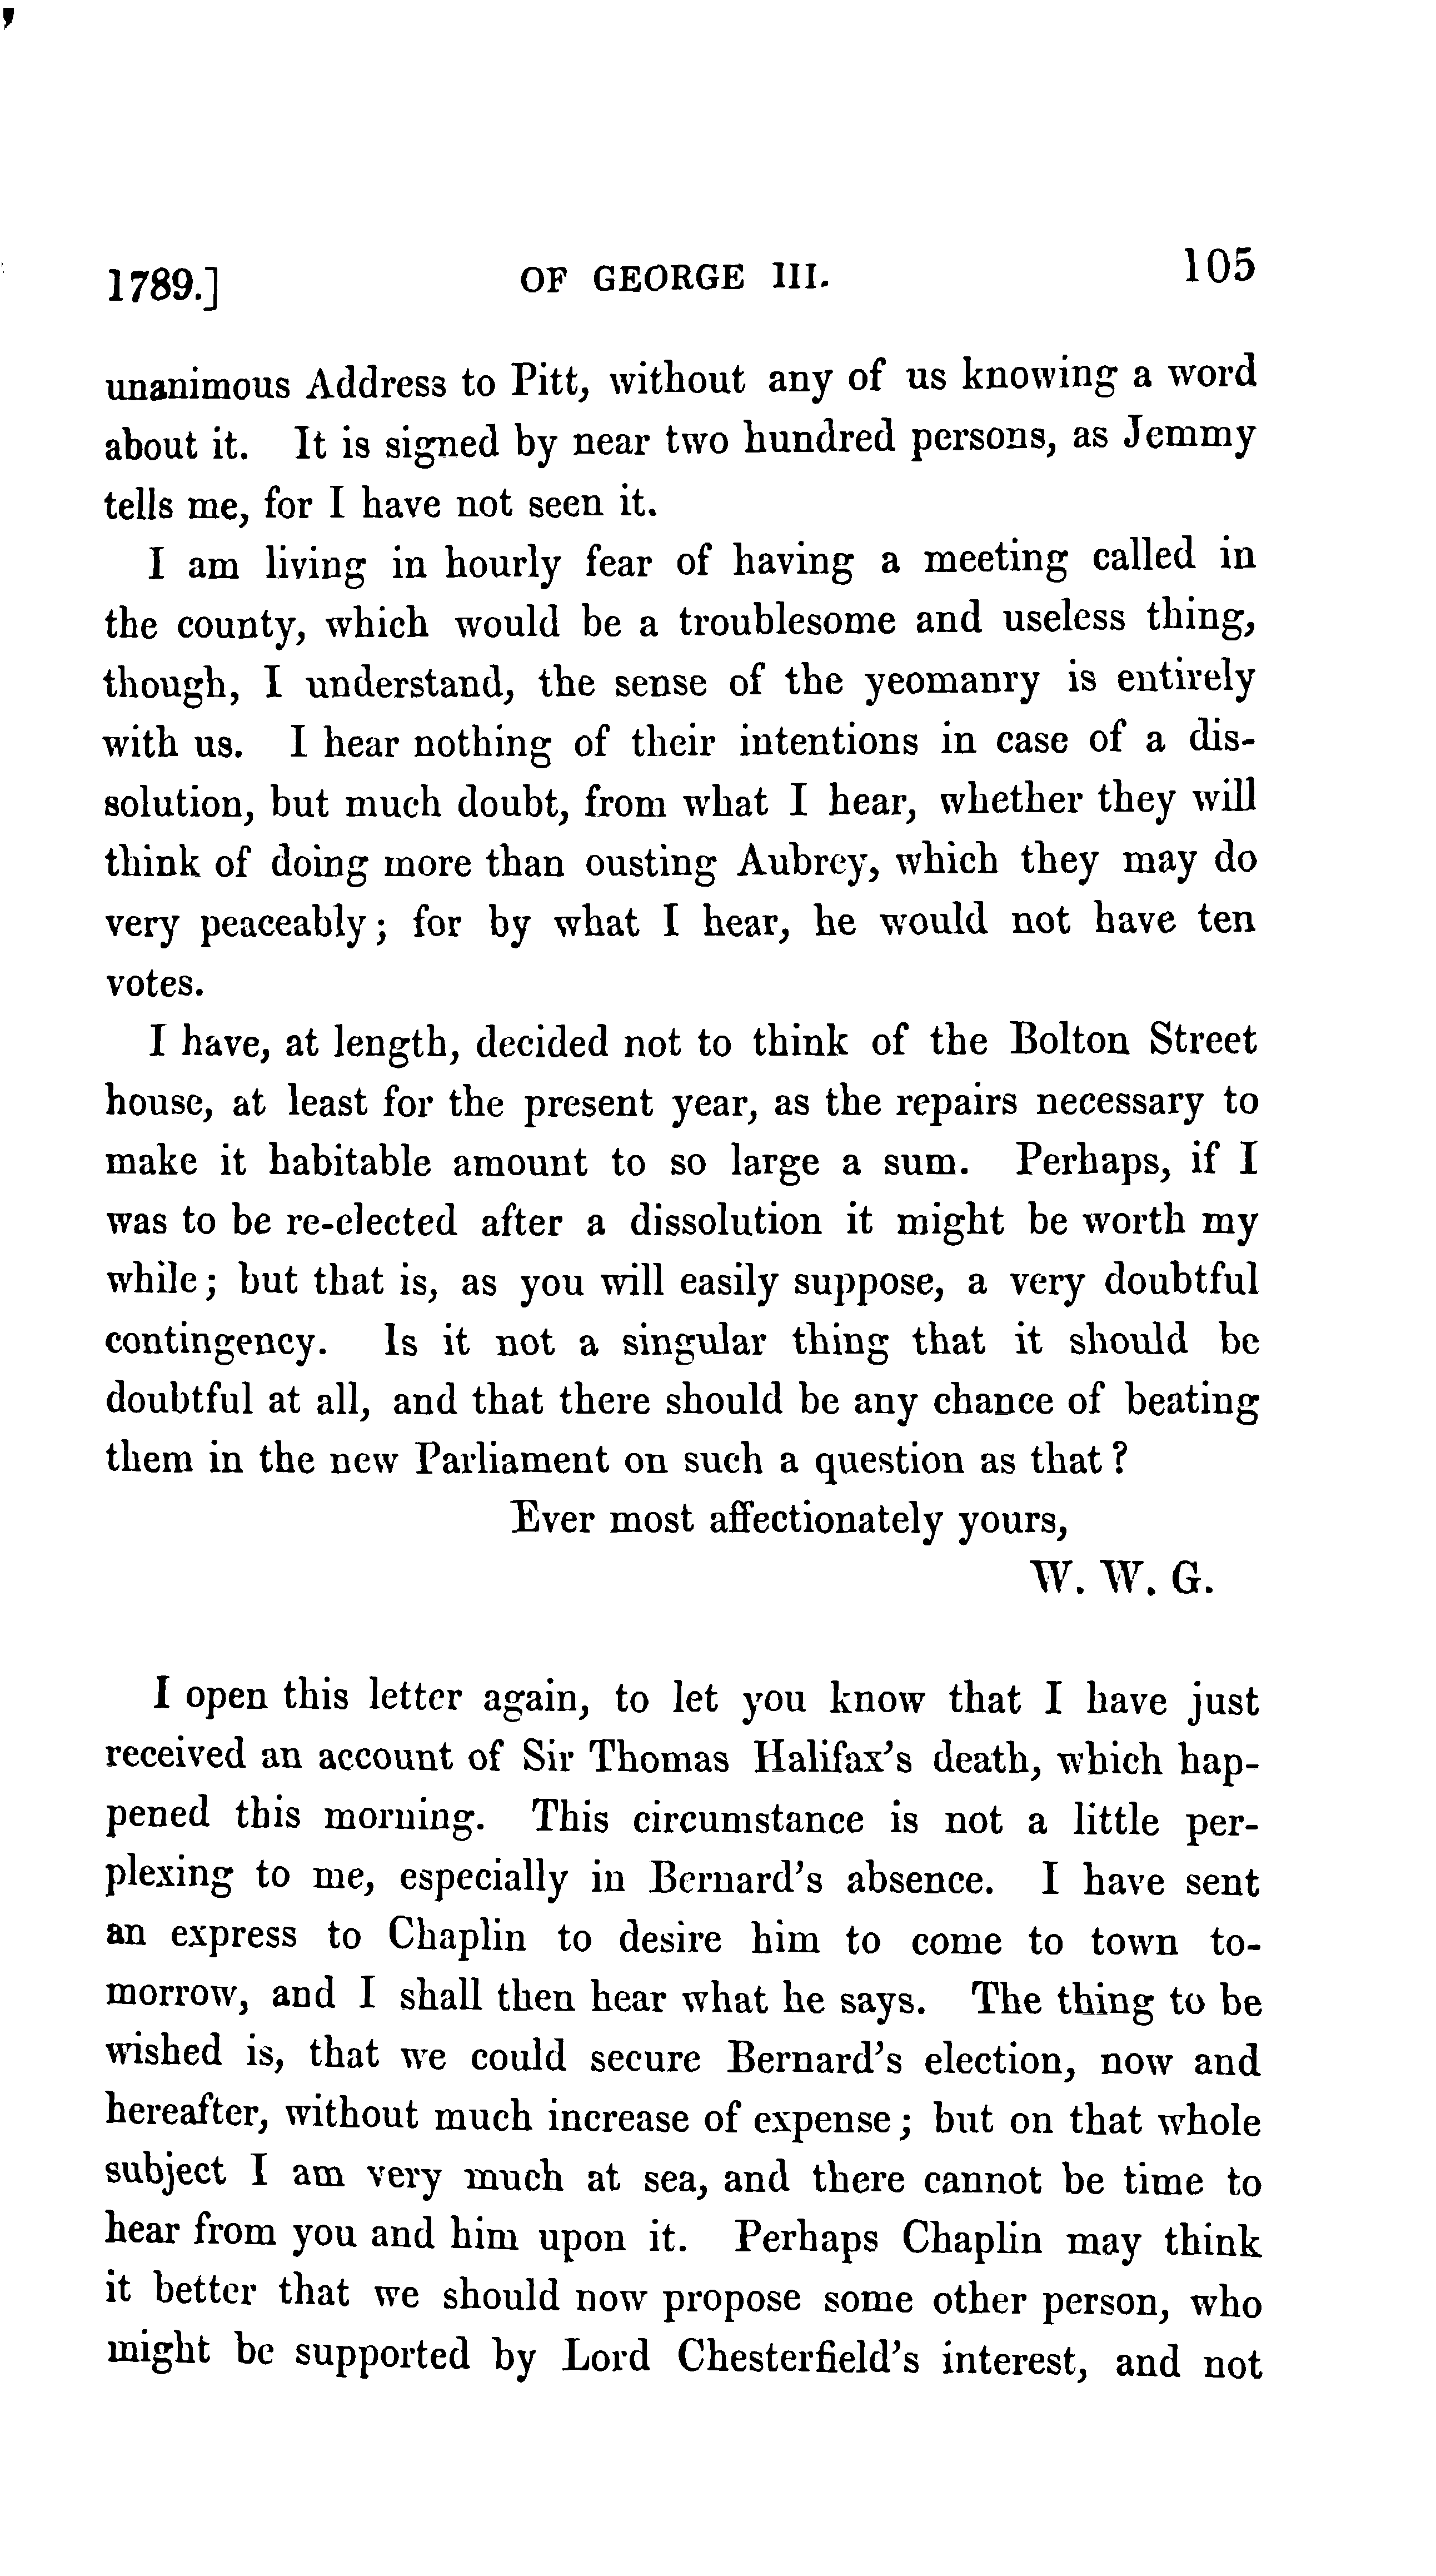 1789.] OF GEORGE III. 105
unanimous Address to Pitt, without any of us knowing a word
about it. It is signed by near two hundred persons, as Jemmy
tells me, for I have not seen it.
I am living in hourly fear of having a meeting called in
the county, which would be a troublesome and useless thing,
though, I understand, the sense of the yeomanry is entirely
with us. I hear nothing of their intentions in case of a dis-
solution, but much doubt, from what I hear, whether they will
think of doing more than ousting Aubrey, which they may do
very peaceably; for by what I hear, he would not have ten
votes.
I have, at length, decided not to think of the Bolton Street
house, at least for the present year, as the repairs necessary to
make it habitable amount to so large a sum. Perhaps, if I
was to be re-elected after a dissolution it might be worth my
while; but that is, as you will easily suppose, a very doubtful
contingency. Is it not a singular thing that it should be
doubtful at all, and that there should be any chance of beating
them in the new Parliament on such a question as that?
Ever most affectionately yours,
W. W. G.
I open this letter again, to let you know that I have just
received an account of Sir Thomas Halifax's death, which hap-
pened this morning. This circumstance is not a little per-
plexing to me, especially in Bernard's absence. I have sent
an express to Chaplin to desire him to come to town to-
morrow, and I shall then hear what he says. The thing to be
wished is, that we could secure Bernard's election, now and
hereafter, without much increase of expense; but on that whole
subject I am very much at sea, and there cannot be time to
hear from you and him upon it. Perhaps Chaplin may think
it better that we should now propose some other person, who
might be supported by Lord Chesterfield's interest, and not